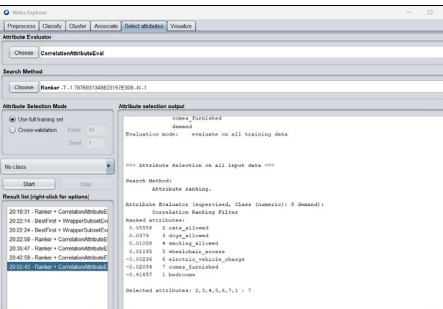 Weka Explorer
Preprocess Classify Cluster Associate Select attributes Visualize
Attribute Evaluator
Choose CorrelationAttributeEval
Search Method
Choose Ranker -T -1.7976931348623157E308 -N -1
Attribute Selection Mode
Use full training set
Cross-validation Folds 10
Seed 1
No class
Start Stop
Result list (right-click for options)
20:18:31 - Ranker + CorrelationAttributeE
20:22:14 - BestFirst + WrapperSubsetEv
20:22:24 - BestFirst + WrapperSubsetEv
20:22:58 - Ranker + CorrelationAttributeE
20:35:47 - Ranker + CorrelationAttributeE
20:42:59 - Ranker + CorrelationAttributeE
20:55:43 - Ranker + CorrelationAttributeE
Attribute selection output
comes_furnished
demand
Evaluation mode: evaluate on all training data
=== Attribute Selection on all input data ===
Search Method:
Attribute ranking.
Attribute Evaluator (supervised, Class (numeric): 8 demand):
Correlation Ranking Filter
Ranked attributes:
0.05558 2 cats_allowed
0.0379 3 dogs_allowed
0.01058 4 smoking_allowed
0.01035 5 wheelchair_access
-0.00236 6 electric_vehicle_charge
-0.02034 7 comes_furnished
-0.41857 1 bedrooms
Selected attributes: 2,3,4,5,6,7,1 : 7